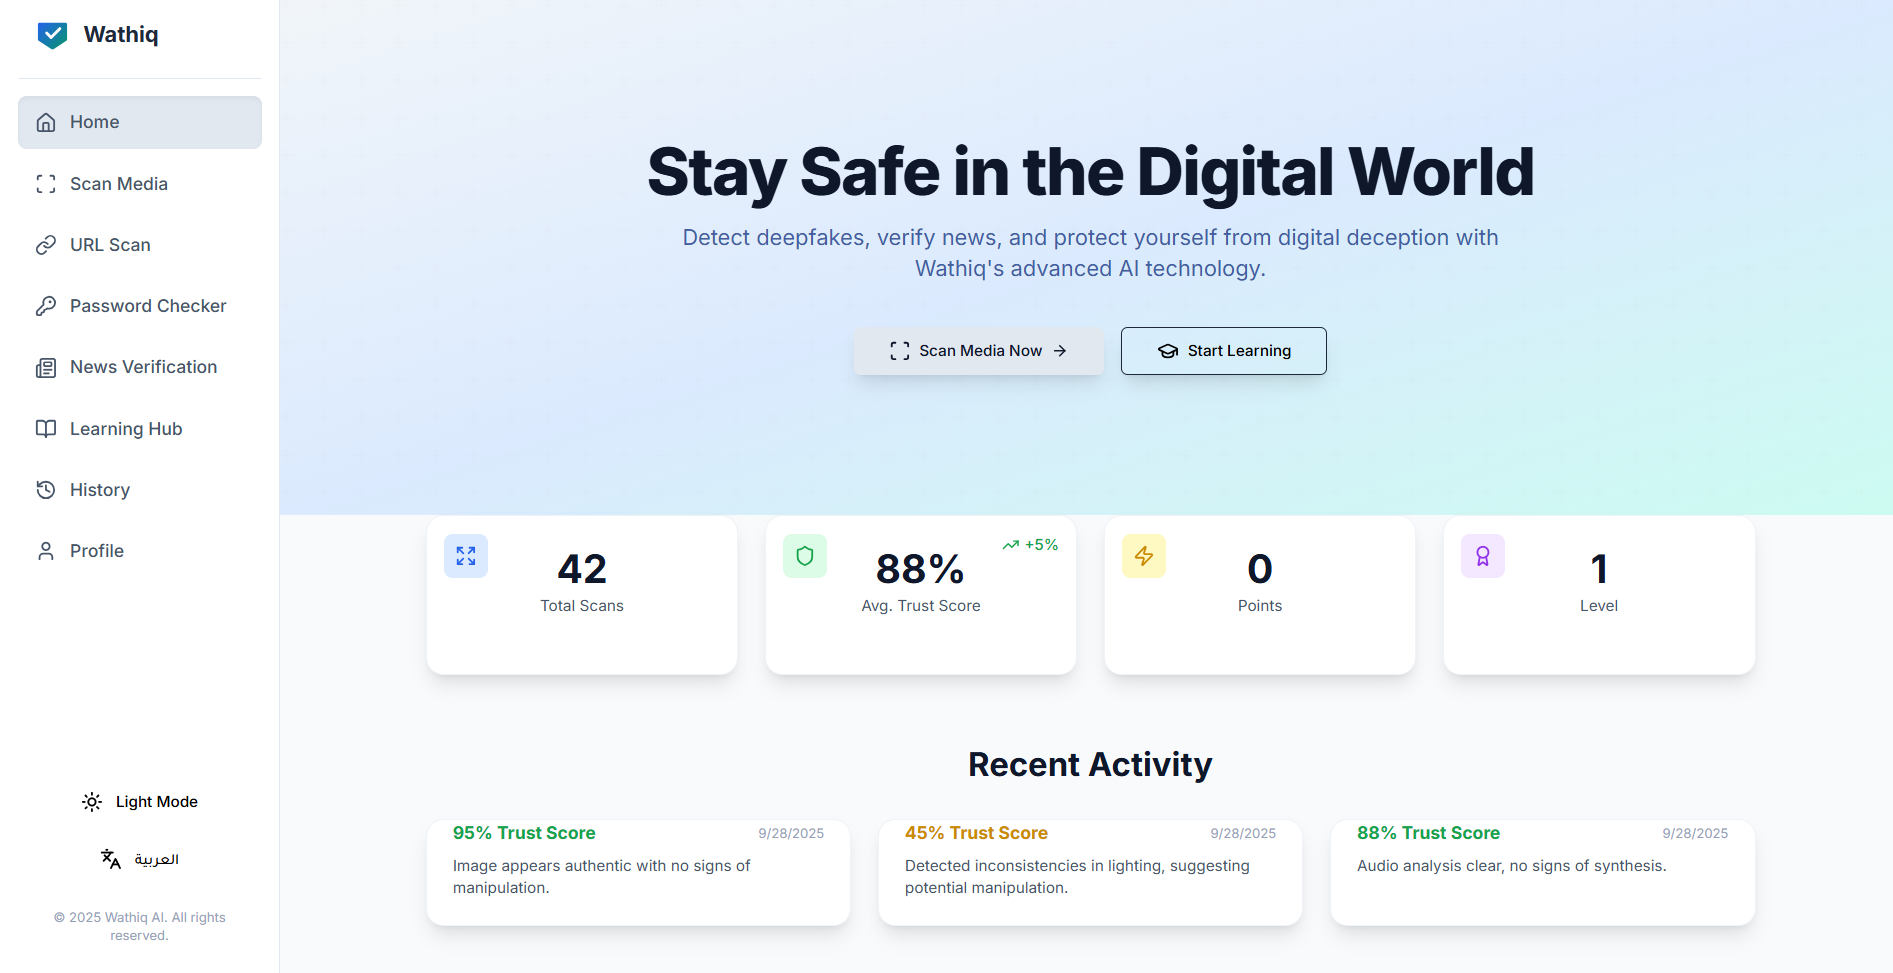 Wathiq
Home
Scan Media
URL Scan
Password Checker
News Verification
Learning Hub
History
Profile
Light Mode
العربية
© 2025 Wathiq AI. All rights
reserved.
Stay Safe in the Digital World
Detect deepfakes, verify news, and protect yourself from digital deception with
Wathiq's advanced AI technology.
Scan Media Now
Start Learning
42
Total Scans
+5%
88%
Avg. Trust Score
0
Points
1
Level
Recent Activity
95% Trust Score 9/28/2025
Image appears authentic with no signs of
manipulation.
45% Trust Score 9/28/2025
Detected inconsistencies in lighting, suggesting
potential manipulation.
88% Trust Score 9/28/2025
Audio analysis clear, no signs of synthesis.